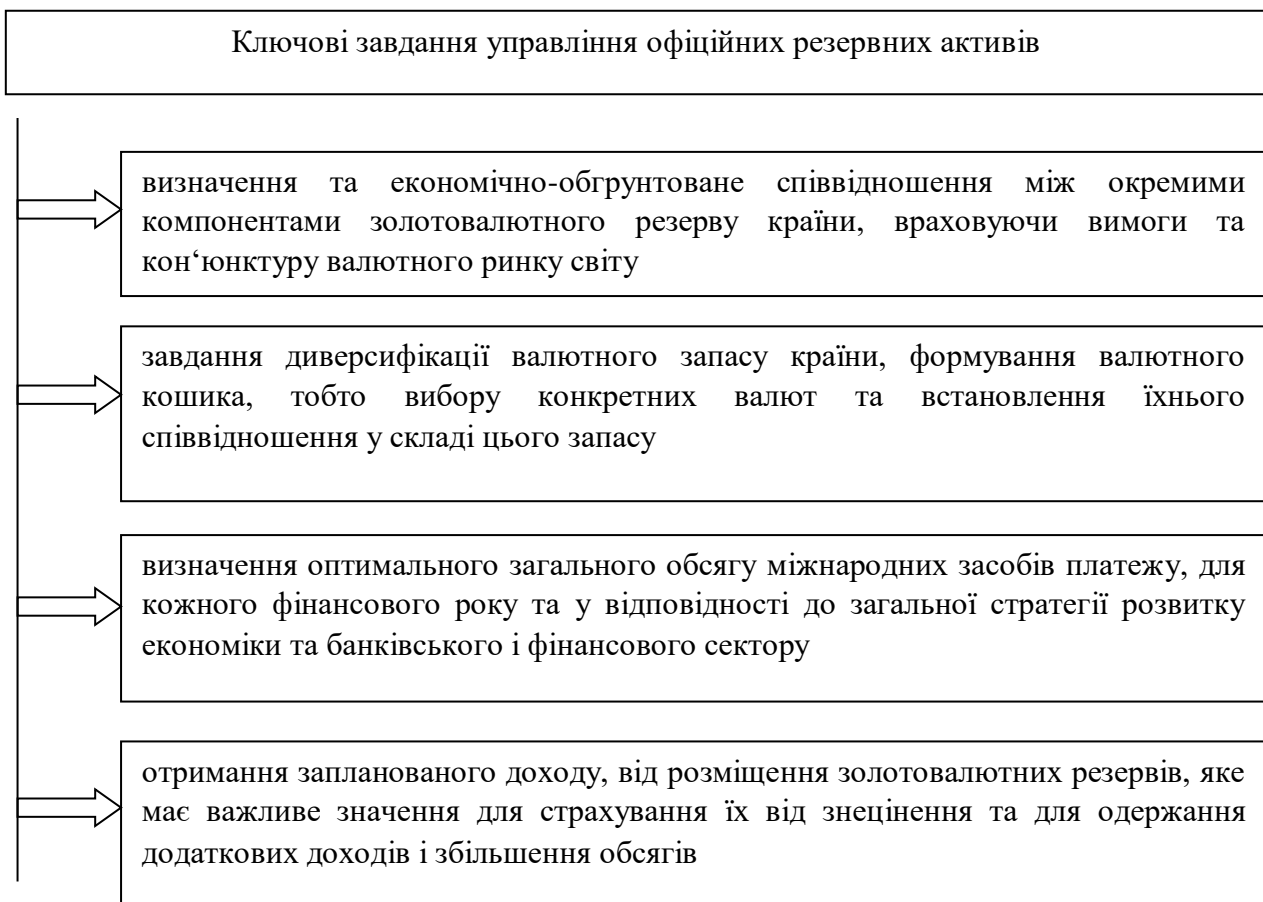 Ключові завдання управління офіційних резервних активів
визначення та економічно-обгрунтоване співвідношення між окремими
компонентами золотовалютного резерву країни, враховуючи вимоги та
кон‘юнктуру валютного ринку світу
завдання диверсифікації валютного запасу країни, формування валютного
кошика, тобто вибору конкретних валют та встановлення їхнього
співвідношення у складі цього запасу
визначення оптимального загального обсягу міжнародних засобів платежу, для
кожного фінансового року та у відповідності до загальної стратегії розвитку
економіки та банківського і фінансового сектору
отримання запланованого доходу, від розміщення золотовалютних резервів, яке
має важливе значення для страхування їх від знецінення та для одержання
додаткових доходів і збільшення обсягів